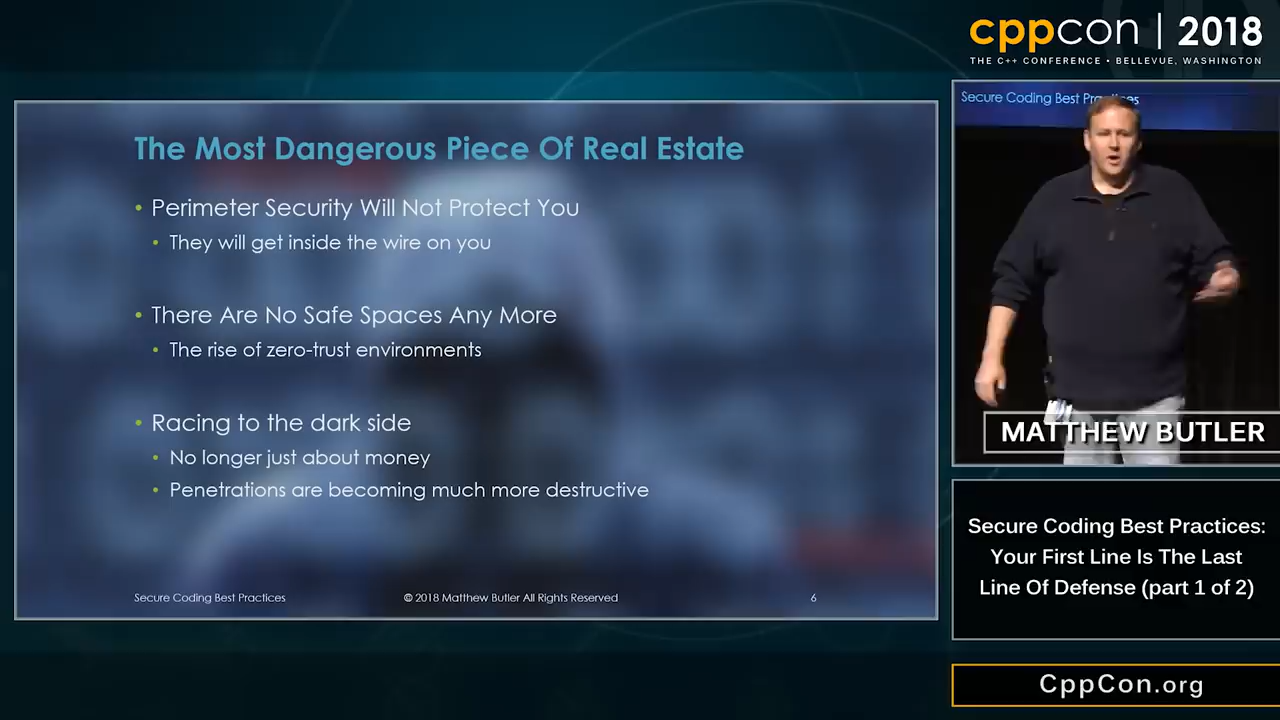 cppcon | 2018
THE C++ CONFERENCE • BELLEVUE, WASHINGTON
The Most Dangerous Piece Of Real Estate
• Perimeter Security Will Not Protect You
• They will get inside the wire on you
• There Are No Safe Spaces Any More
• The rise of zero-trust environments
• Racing to the dark side
• No longer just about money
• Penetrations are becoming much more destructive
Secure Coding Best Practices
© 2018 Matthew Butler All Rights Reserved
6
Secure Coding Best Practices
MATTHEW BUTLER
Secure Coding Best Practices:
Your First Line Is The Last
Line Of Defense (part 1 of 2)
CppCon.org